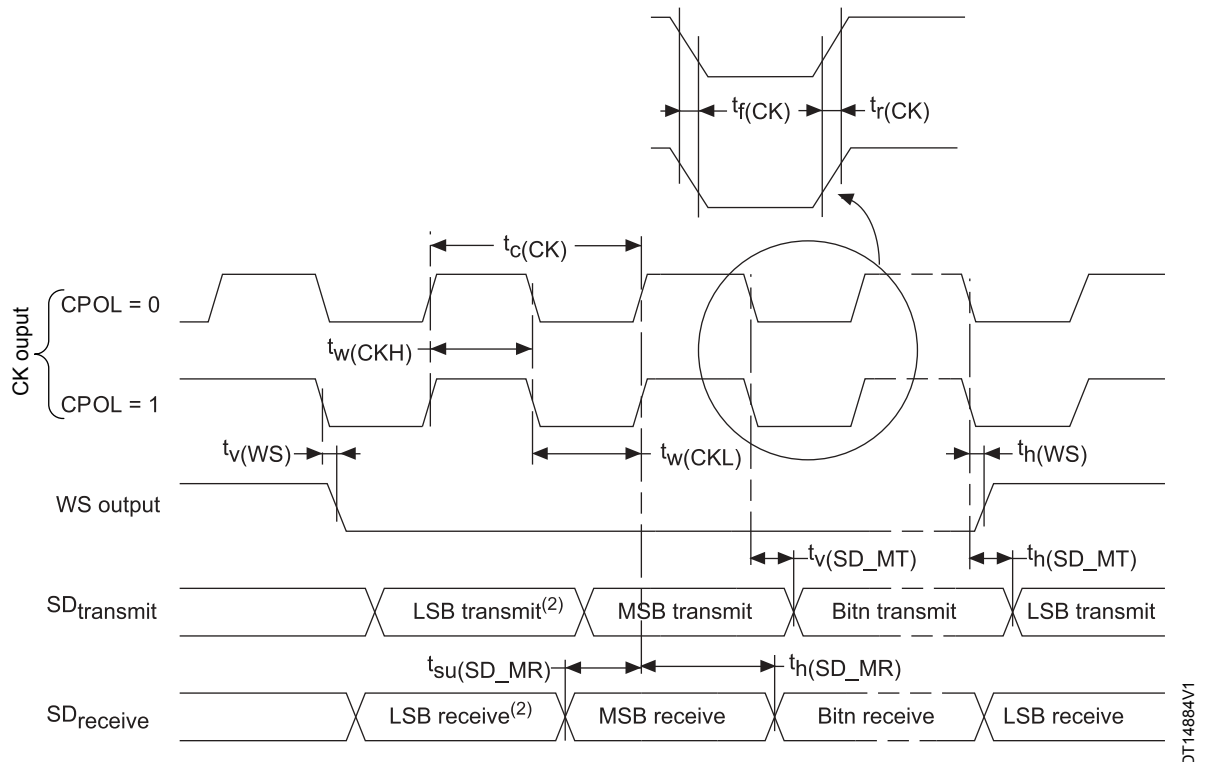 tf(CK)
tr(CK)
tc(CK)
CK ouput
CPOL = 0
tw(CKH)
CPOL = 1
tv(WS)
tw(CKL)
th(WS)
WS output
tv(SD_MT)
th(SD_MT)
SDtransmit
LSB transmit(2)
MSB transmit
Bitn transmit
LSB transmit
tsu(SD_MR)
th(SD_MR)
SDreceive
LSB receive(2)
MSB receive
Bitn receive
LSB receive
DT14884V1